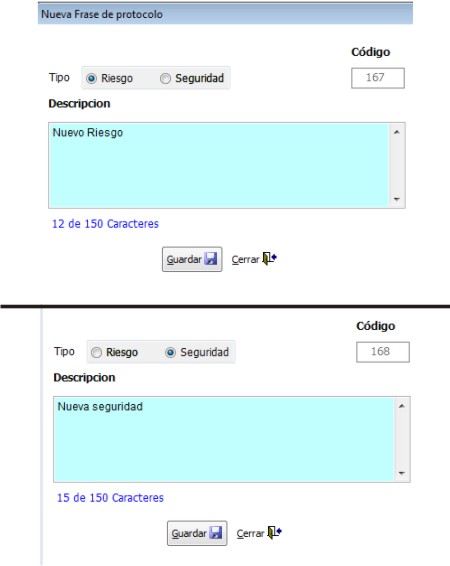 Nueva Frase de protocolo
Código
Tipo Riesgo Seguridad 167
Descripcion
Nuevo Riesgo
12 de 150 Caracteres
Guardar Cerrar
Código
Tipo Riesgo Seguridad 168
Descripcion
Nueva seguridad
15 de 150 Caracteres
Guardar Cerrar